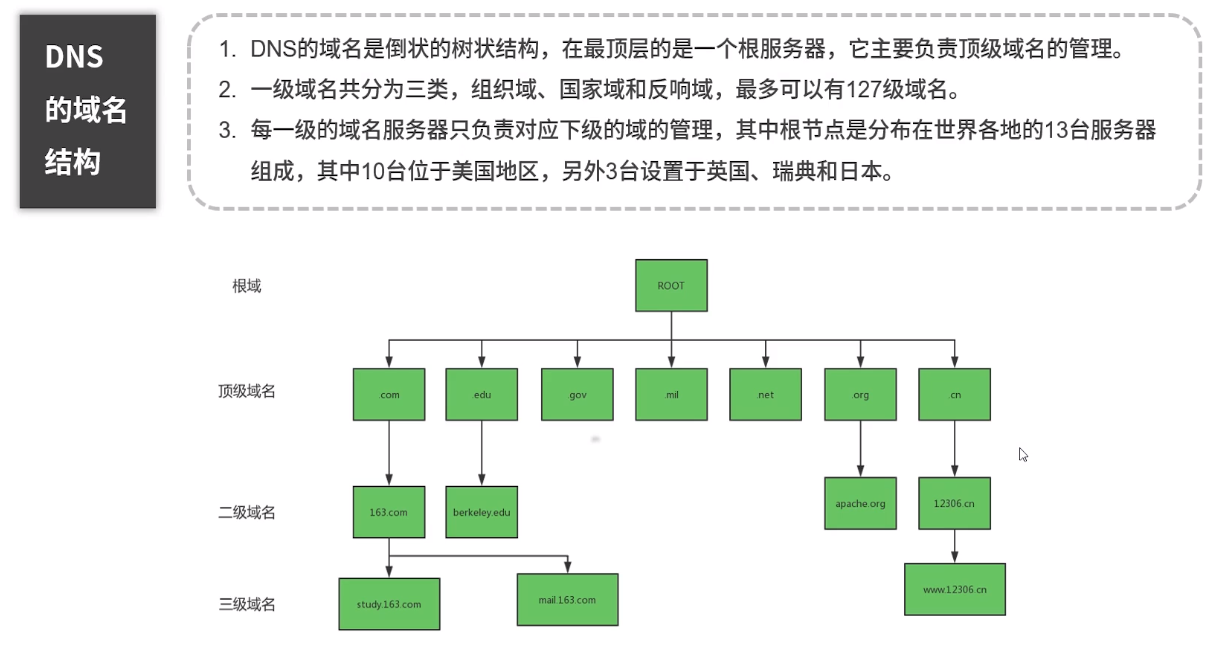 DNS
的域名
结构
1. DNS的域名是倒状的树状结构，在最顶层的是一个根服务器，它主要负责顶级域名的管理。
2. 一级域名共分为三类，组织域、国家域和反响域，最多可以有127级域名。
3. 每一级的域名服务器只负责对应下级的域的管理，其中根节点是分布在世界各地的13台服务器
组成，其中10台位于美国地区，另外3台设置于英国、瑞典和日本。
根域
ROOT
顶级域名
.com
.edu
.gov
.mil
.net
.org
.cn
二级域名
163.com
berkeley.edu
apache.org
12306.cn
三级域名
study.163.com
mail.163.com
www.12306.cn